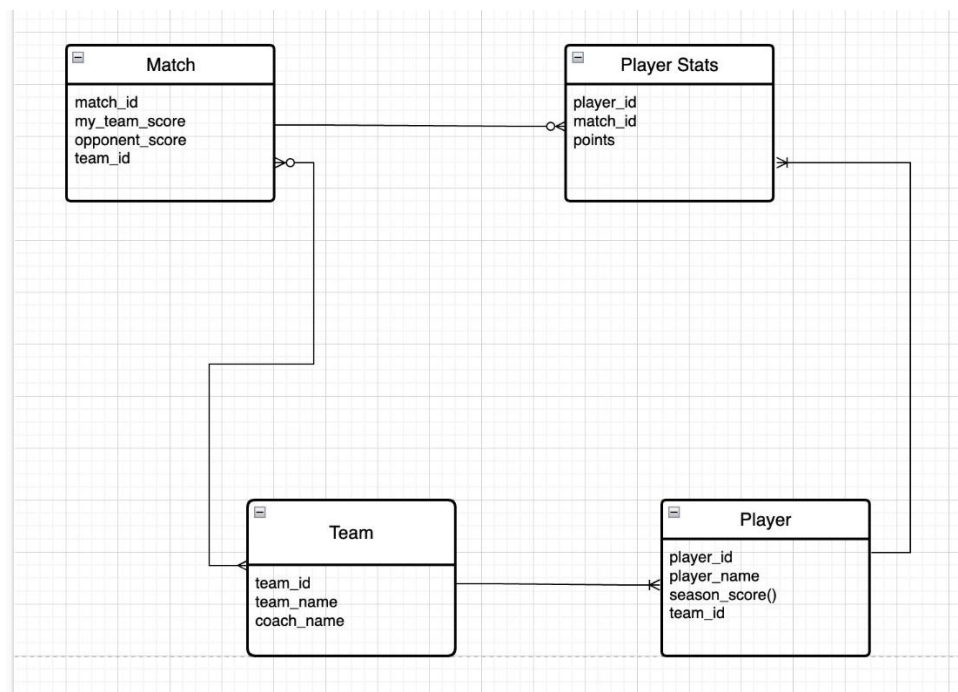 Match
match_id
my_team_score
opponent_score
team_id
Player Stats
player_id
match_id
points
Team
team_id
team_name
coach_name
Player
player_id
player_name
season_score()
team_id